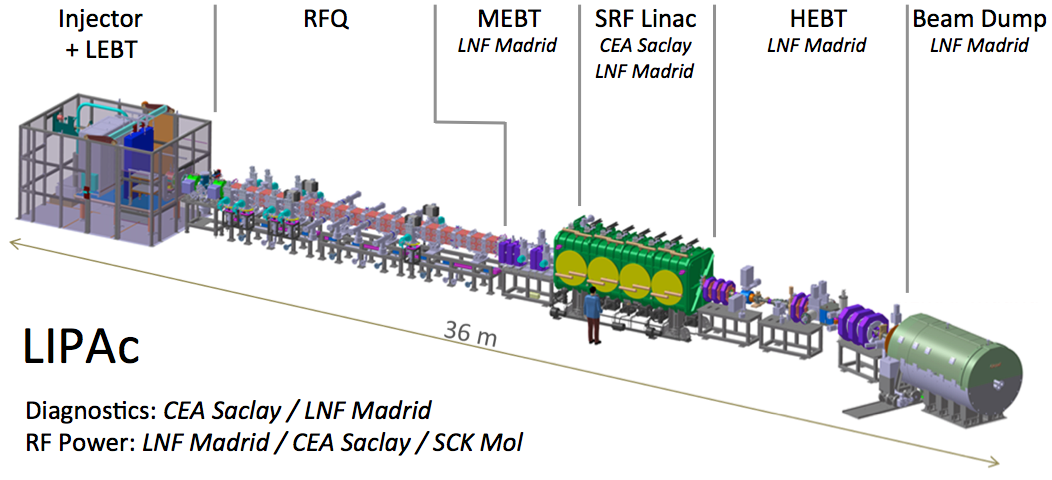 Injector
+ LEBT
RFQ
MEBT
LNF Madrid
SRF Linac
CEA Saclay
LNF Madrid
HEBT
LNF Madrid
Beam Dump
LNF Madrid
36 m
LIPAc
Diagnostics: CEA Saclay / LNF Madrid
RF Power: LNF Madrid / CEA Saclay / SCK Mol